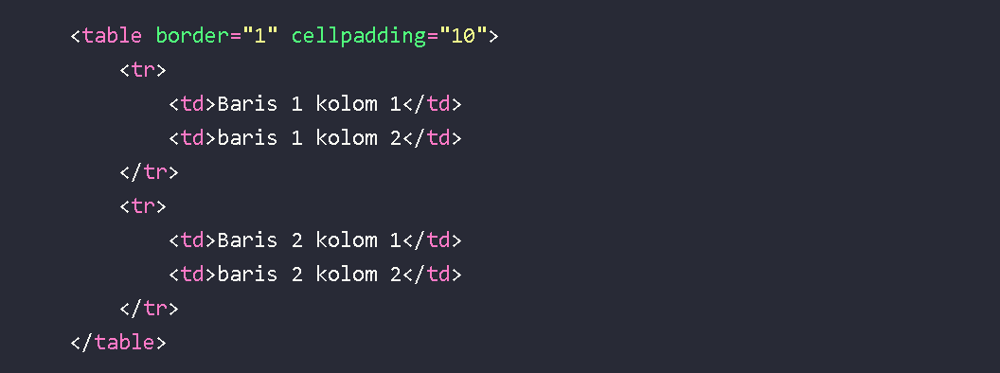 <table border="1" cellpadding="10">
    <tr>
        <td>Baris 1 kolom 1</td>
        <td>baris 1 kolom 2</td>
    </tr>
    <tr>
        <td>Baris 2 kolom 1</td>
        <td>baris 2 kolom 2</td>
    </tr>
</table>